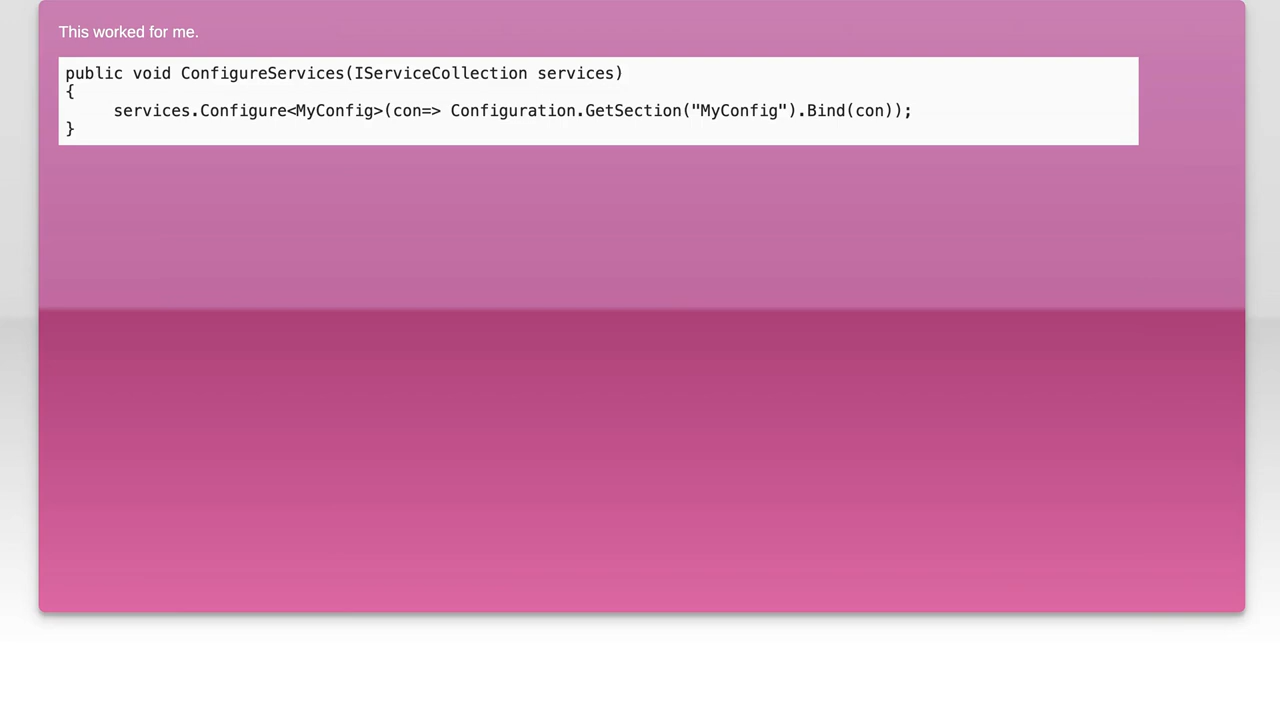 This worked for me.
public void ConfigureServices(IServiceCollection services)
{
     services.Configure<MyConfig>(con=> Configuration.GetSection("MyConfig").Bind(con));
}